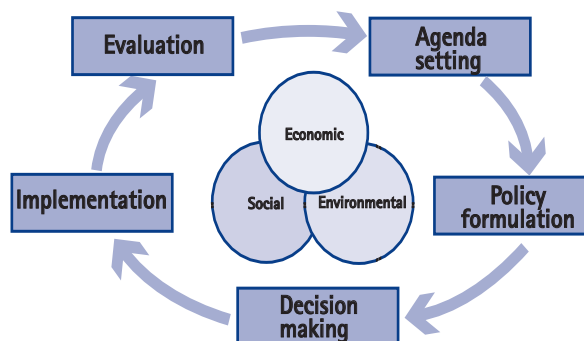 Evaluation
Agenda
setting
Economic
Implementation
Social
Environmental
Policy
formulation
Decision
making